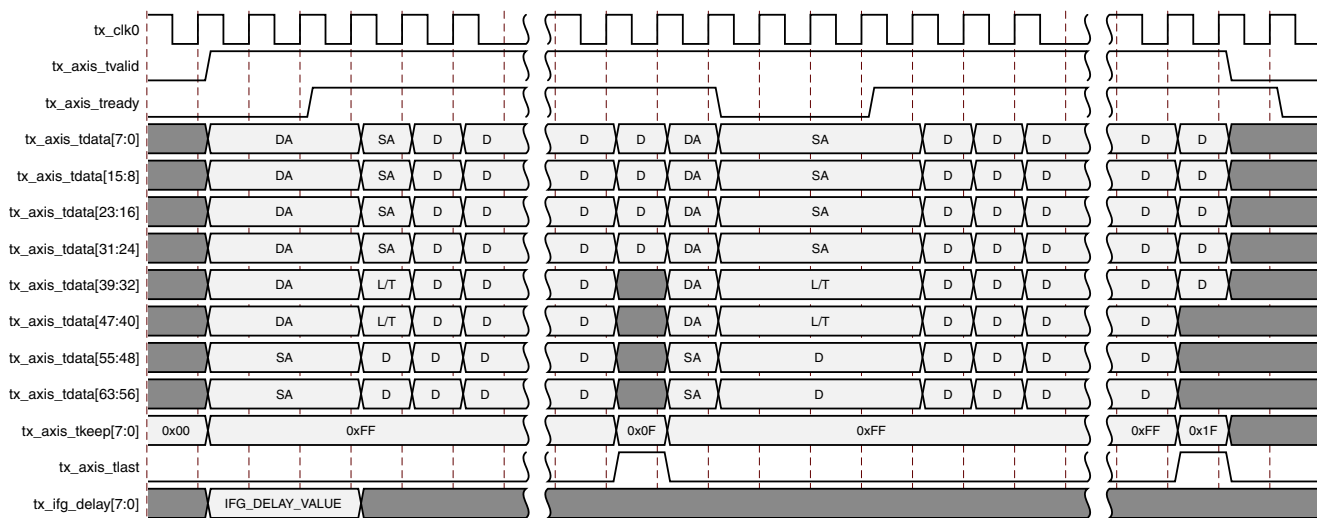 tx_clk0
tx_axis_tvalid
tx_axis_tready
tx_axis_tdata[7:0] DA SA D D D D DA SA D D D D D
tx_axis_tdata[15:8] DA SA D D D D DA SA D D D D D
tx_axis_tdata[23:16] DA SA D D D D DA SA D D D D D
tx_axis_tdata[31:24] DA SA D D D D DA SA D D D D D
tx_axis_tdata[39:32] DA L/T D D D DA L/T D D D D D
tx_axis_tdata[47:40] DA L/T D D D DA L/T D D D D
tx_axis_tdata[55:48] SA D D D D SA D D D D D
tx_axis_tdata[63:56] SA D D D D SA D D D D D
tx_axis_tkeep[7:0] 0x00 0xFF 0x0F 0xFF 0xFF 0x1F
tx_axis_tlast
tx_ifg_delay[7:0] IFG_DELAY_VALUE